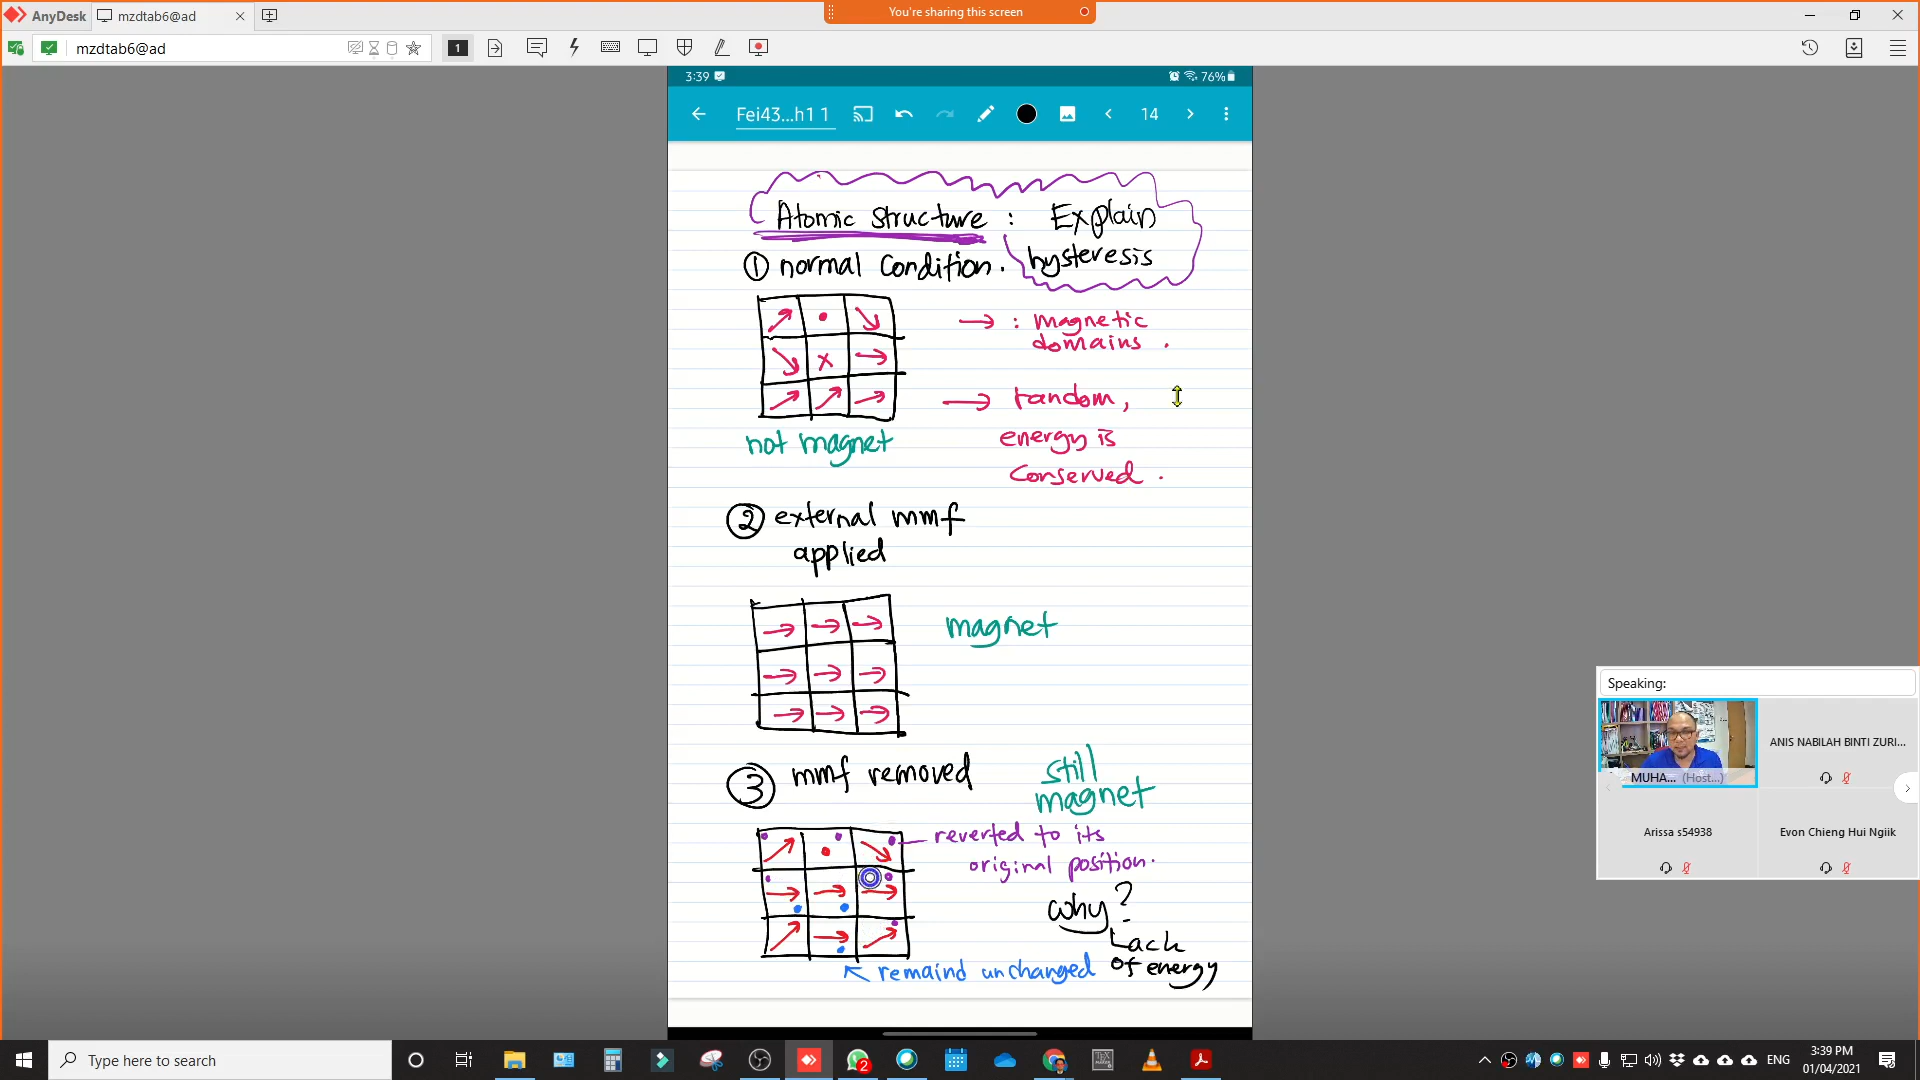 AnyDesk
mzdtab6@ad
You're sharing this screen
mzdtab6@ad
1
3:39
76%
Fei43...h1 1
14
Atomic structure : Explain
hysteresis
① normal condition.
→ : magnetic
domains.
→ random,
energy is
conserved.
not magnet
② external mmf
applied
magnet
③ mmf removed
still
magnet
reverted to its
original position.
why?
Lack
of energy
remaind unchanged
Speaking:
MUHA... (Host...)
ANIS NABILAH BINTI ZURI...
Arissa s54938
Evon Chieng Hui Ngiik
Type here to search
2
ENG
3:39 PM
01/04/2021